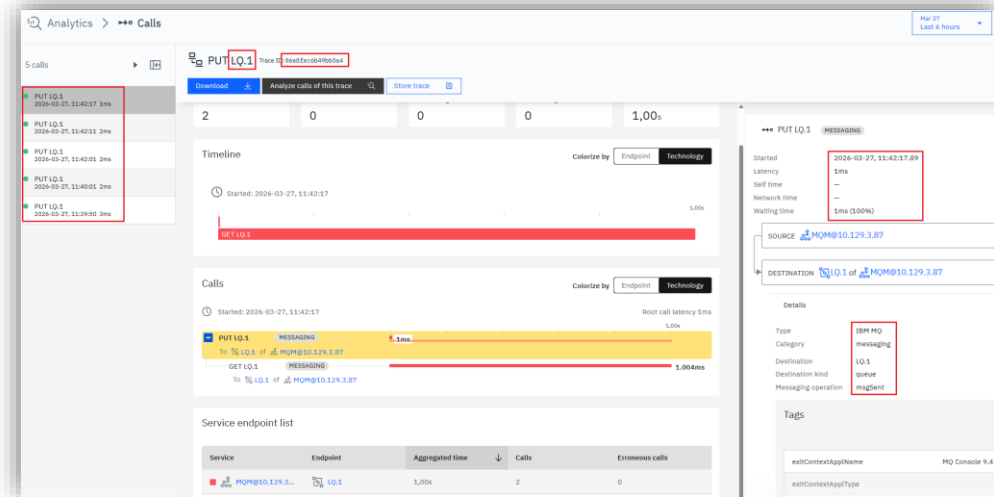 Analytics > Calls
Mar 27
Last 6 hours
5 calls
PUT LQ.1
2026-03-27, 11:42:17 1ms
PUT LQ.1
2026-03-27, 11:42:11 2ms
PUT LQ.1
2026-03-27, 11:42:01 2ms
PUT LQ.1
2026-03-27, 11:40:01 2ms
PUT LQ.1
2026-03-27, 11:39:50 3ms
PUT LQ.1 Trace ID: 06e8fec6b49bb5a4
Download Analyze calls of this trace Store trace
2 0 0 0 1,00s
Timeline
Colorize by Endpoint Technology
Started: 2026-03-27, 11:42:17
1.00s
GET LQ.1
Calls
Colorize by Endpoint Technology
Started: 2026-03-27, 11:42:17 Root call latency 1ms
1.00s
PUT LQ.1 MESSAGING 1ms
To LQ.1 of MQM@10.129.3.87
GET LQ.1 MESSAGING 1.004ms
To LQ.1 of MQM@10.129.3.87
Service endpoint list
Service Endpoint Aggregated time Calls Erroneous calls
MQM@10.129.3... LQ.1 1,00s 2 0
PUT LQ.1 MESSAGING
Started 2026-03-27, 11:42:17.89
Latency 1ms
Self time –
Network time –
Waiting time 1ms (100%)
SOURCE MQM@10.129.3.87
DESTINATION LQ.1 of MQM@10.129.3.87
Details
Type IBM MQ
Category messaging
Destination LQ.1
Destination kind queue
Messaging operation msgSent
Tags
exitContextApplName MQ Console 9.4
exitContextApplType